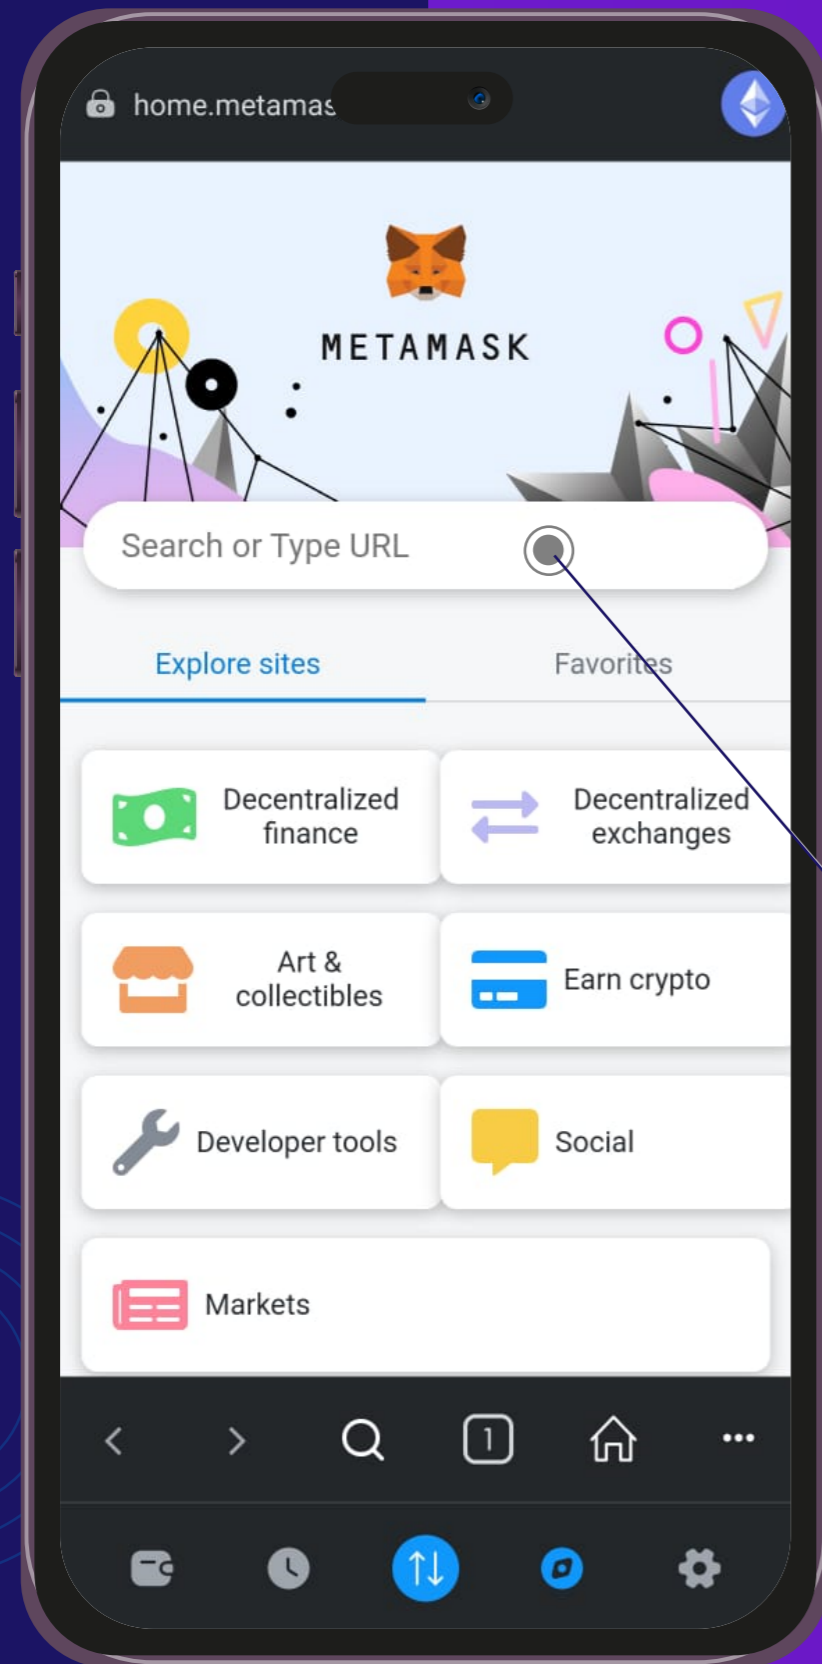 home.metamas
METAMASK
Search or Type URL
Explore sites
Favorites
Decentralized
finance
Decentralized
exchanges
Art &
collectibles
Earn crypto
Developer tools
Social
Markets
1